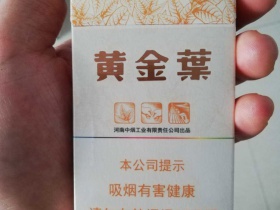 黄金葉
河南中烟工业有限责任公司出品
本公司提示
吸烟有害健康